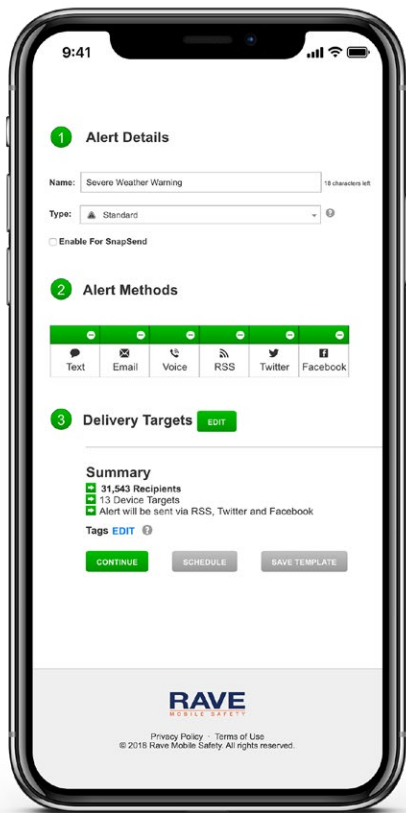 9:41
1 Alert Details
Name: Severe Weather Warning 18 characters left
Type: Standard ?
Enable For SnapSend
2 Alert Methods
Text Email Voice RSS Twitter Facebook
3 Delivery Targets EDIT
Summary
31,543 Recipients
13 Device Targets
Alert will be sent via RSS, Twitter and Facebook
Tags EDIT ?
CONTINUE SCHEDULE SAVE TEMPLATE
RAVE
MOBILE SAFETY
Privacy Policy · Terms of Use
© 2018 Rave Mobile Safety. All rights reserved.